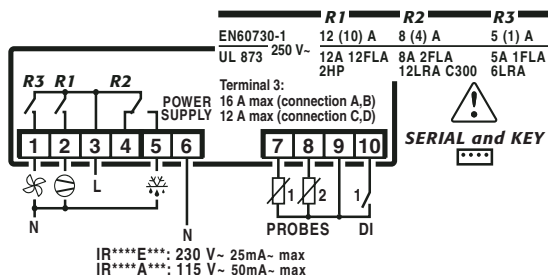 R1 R2 R3
EN60730-1 250 V~ 12 (10) A 8 (4) A 5 (1) A
UL 873 12A 12FLA 8A 2FLA 5A 1FLA
2HP 12LRA C300 6LRA
R3 R1 R2
Terminal 3:
16 A max (connection A,B)
12 A max (connection C,D)
POWER
SUPPLY
SERIAL and KEY
1 2 3 4 5 6 7 8 9 10
L
1 2 1
N N PROBES DI
IR****E***: 230 V~ 25mA~ max
IR****A***: 115 V~ 50mA~ max